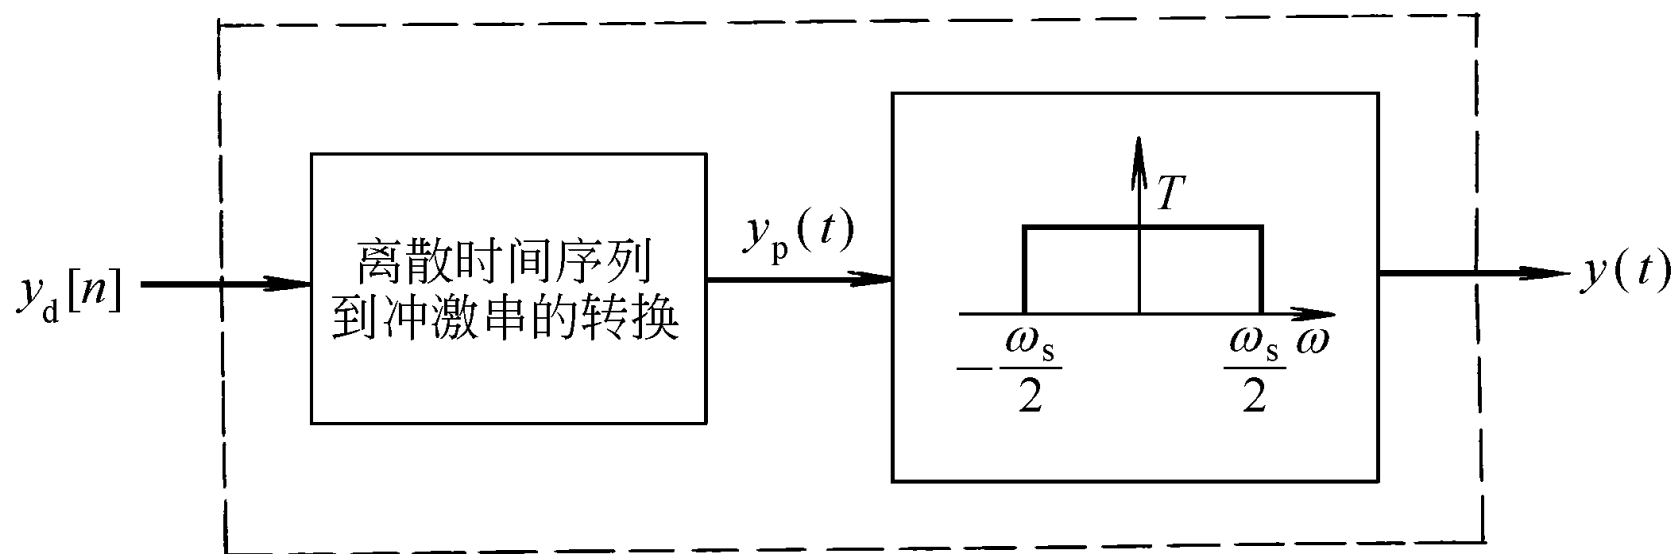 y_d[n]
离散时间序列
到冲激串的转换
y_p(t)
T
-ω_s/2
ω_s/2
ω
y(t)